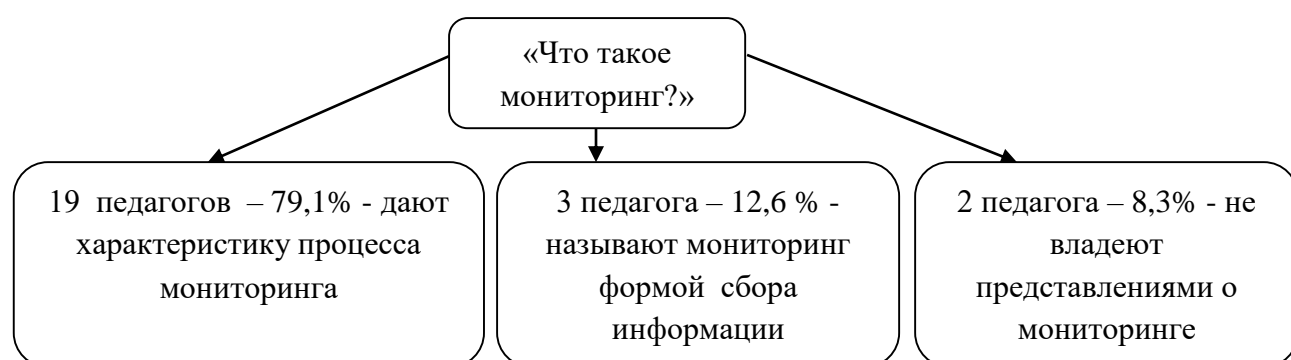 «Что такое
мониторинг?»
19 педагогов – 79,1% - дают
характеристику процесса
мониторинга
3 педагога – 12,6 % -
называют мониторинг
формой сбора
информации
2 педагога – 8,3% - не
владеют
представлениями о
мониторинге